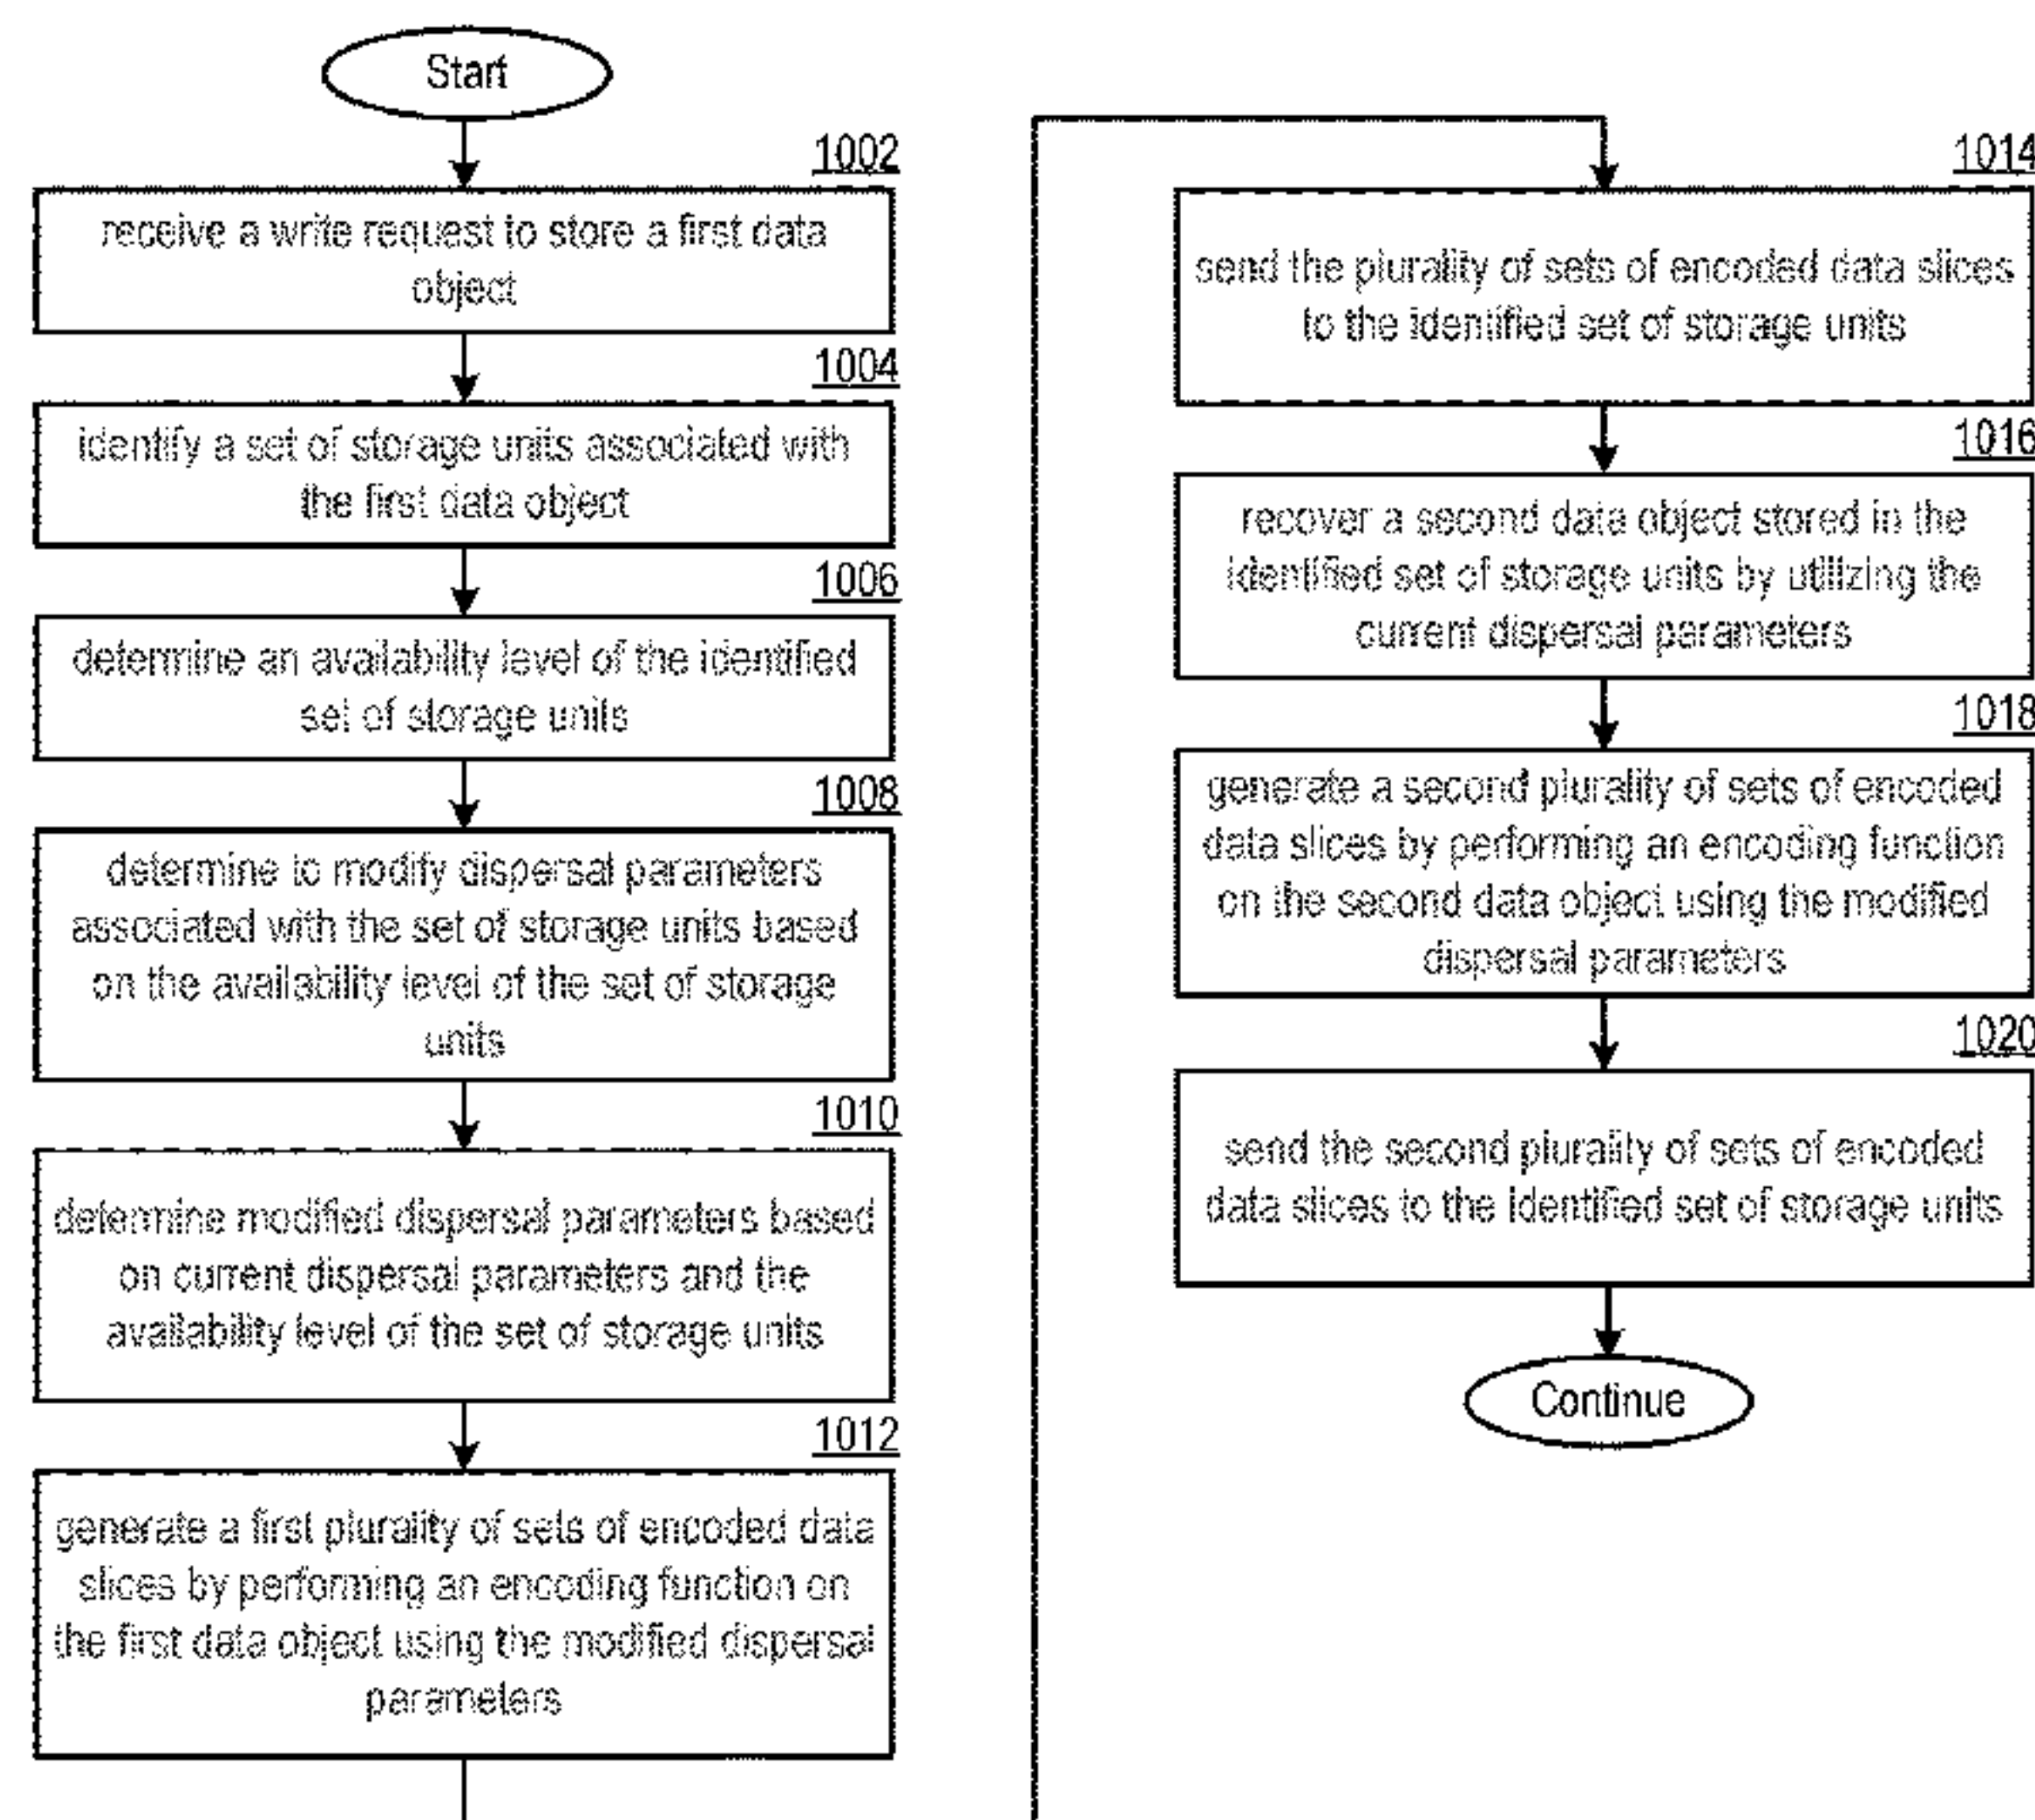 Start
1002
receive a write request to store a first data
object
1004
identify a set of storage units associated with
the first data object
1006
determine an availability level of the identified
set of storage units
1008
determine to modify dispersal parameters
associated with the set of storage units based
on the availability level of the set of storage
units
1010
determine modified dispersal parameters based
on current dispersal parameters and the
availability level of the set of storage units
1012
generate a first plurality of sets of encoded data
slices by performing an encoding function on
the first data object using the modified dispersal
parameters
1014
send the plurality of sets of encoded data slices
to the identified set of storage units
1016
recover a second data object stored in the
identified set of storage units by utilizing the
current dispersal parameters
1018
generate a second plurality of sets of encoded
data slices by performing an encoding function
on the second data object using the modified
dispersal parameters
1020
send the second plurality of sets of encoded
data slices to the identified set of storage units
Continue